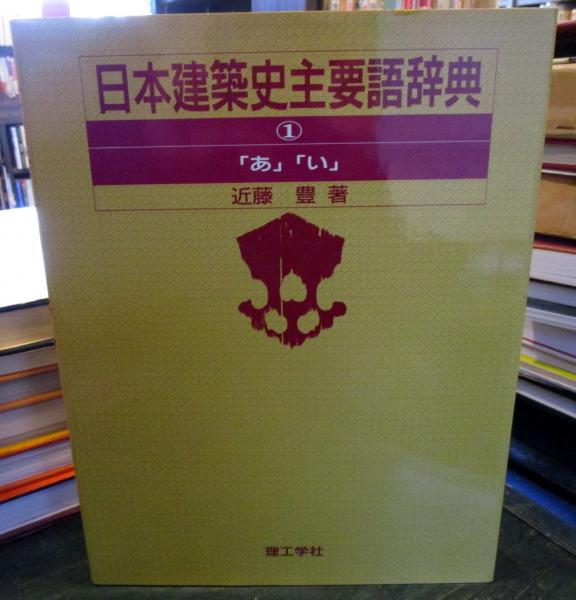 日本建築史主要語辞典
①
「あ」「い」
近藤 豊 著
理工学社